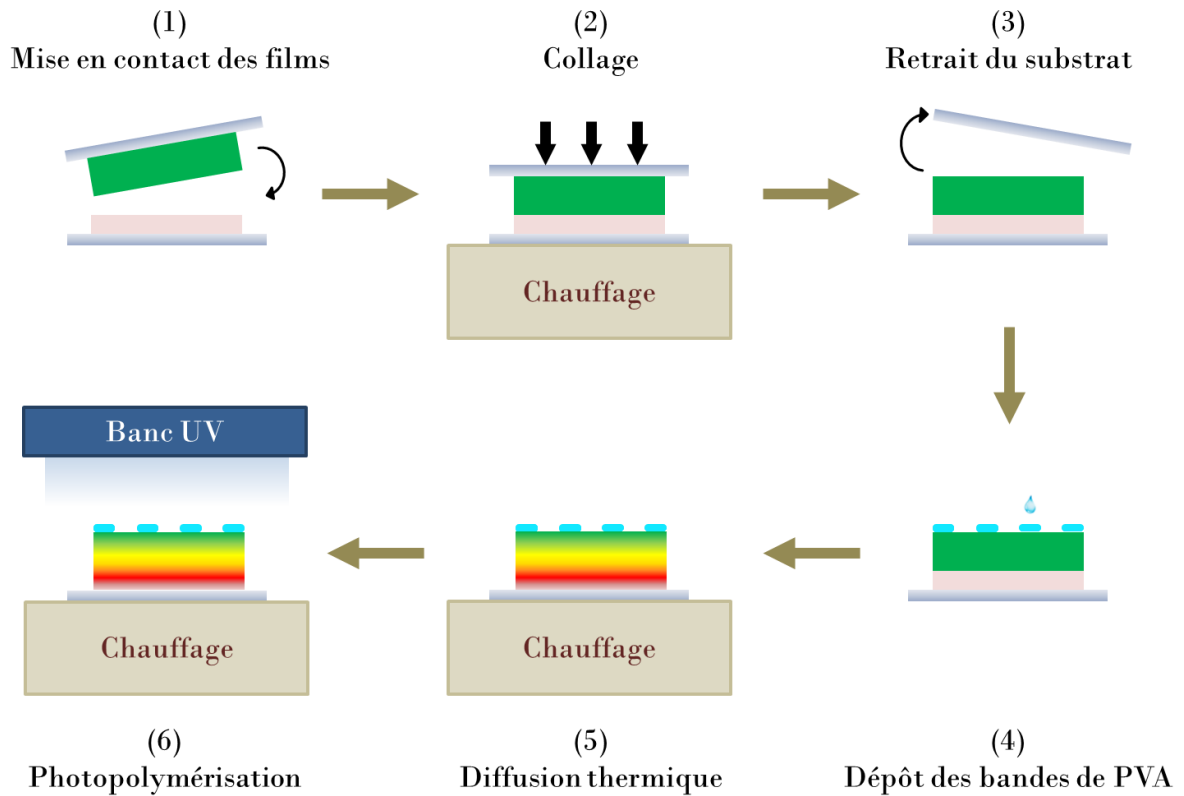 (1)
Mise en contact des films
(2)
Collage
(3)
Retrait du substrat
Chauffage
Banc UV
Chauffage
Chauffage
(6)
Photopolymérisation
(5)
Diffusion thermique
(4)
Dépôt des bandes de PVA